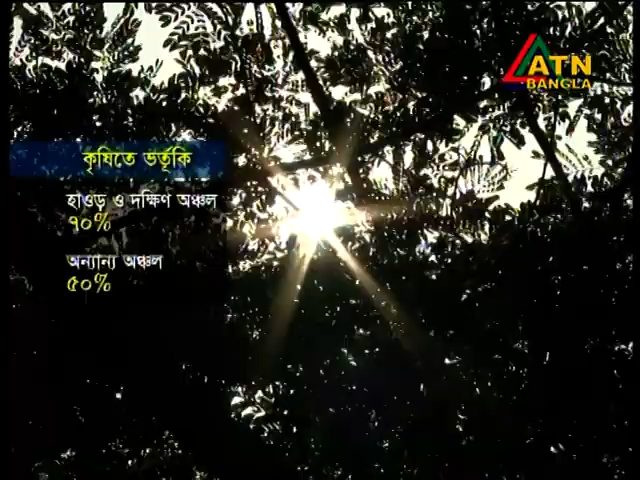 ATN
BANGLA
কৃষিতে ভর্তূকি
হাওড় ও দক্ষিণ অঞ্চল
৭০%
অন্যান্য অঞ্চল
৫০%